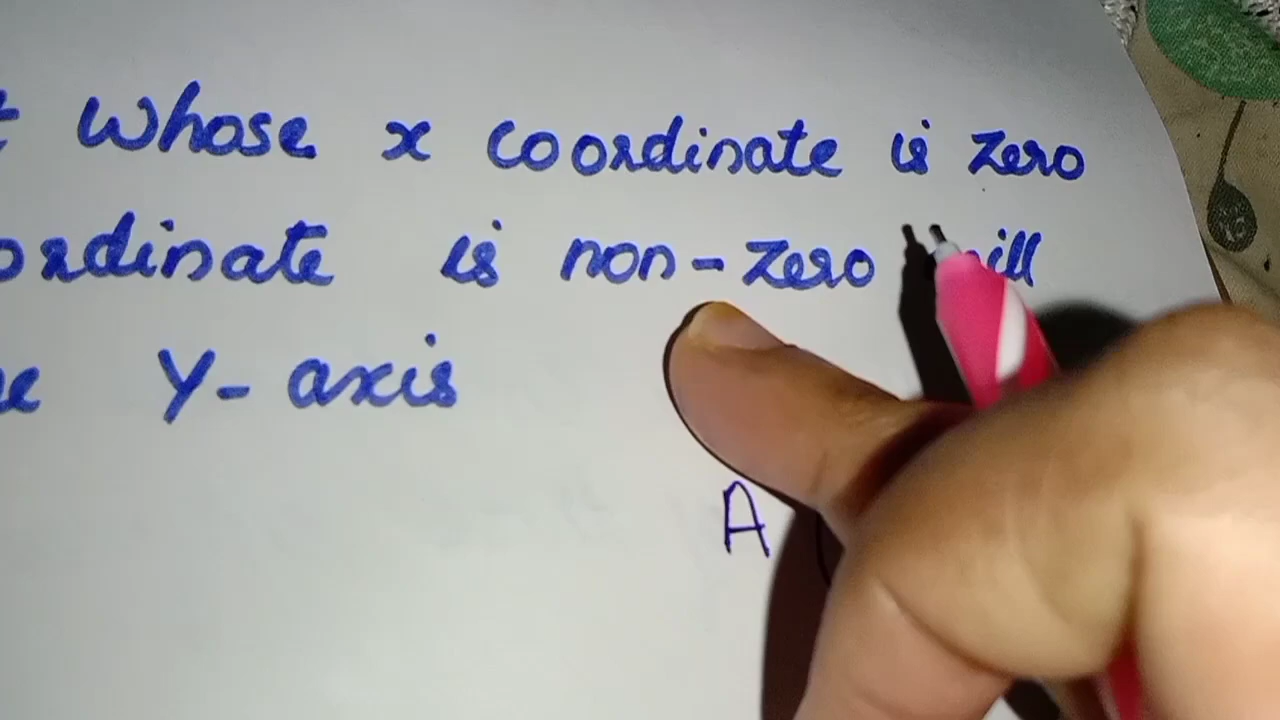 whose x coordinate is zero
ordinate is non-zero
Y-axis
A